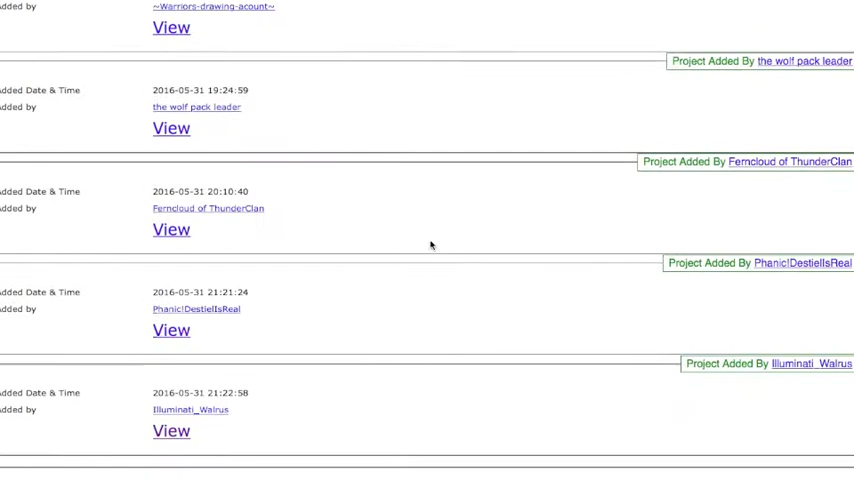 Added by ~Warriors-drawing-acount~
View
Project Added By the wolf pack leader
Added Date & Time 2016-05-31 19:24:59
Added by the wolf pack leader
View
Project Added By Ferncloud of ThunderClan
Added Date & Time 2016-05-31 20:10:40
Added by Ferncloud of ThunderClan
View
Project Added By Phanic!DestielIsReal
Added Date & Time 2016-05-31 21:21:24
Added by Phanic!DestielIsReal
View
Project Added By Illuminati_Walrus
Added Date & Time 2016-05-31 21:22:58
Added by Illuminati_Walrus
View